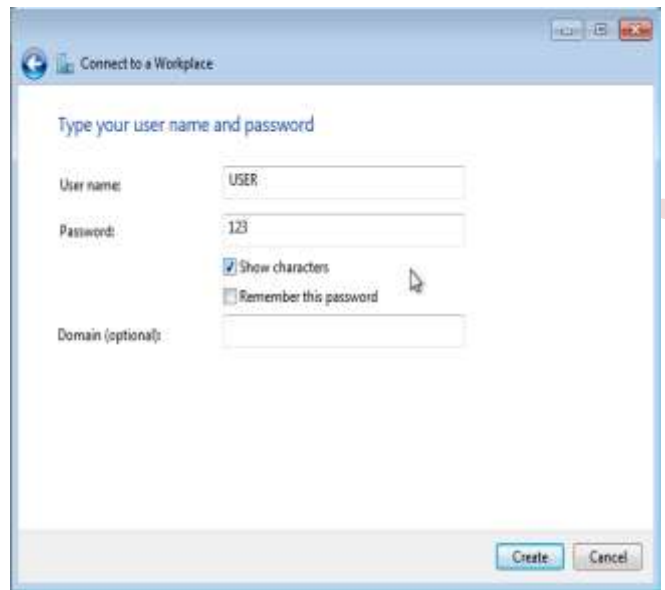 Connect to a Workplace
Type your user name and password
User name:
USER
Password:
123
Show characters
Remember this password
Domain (optional):
Create
Cancel